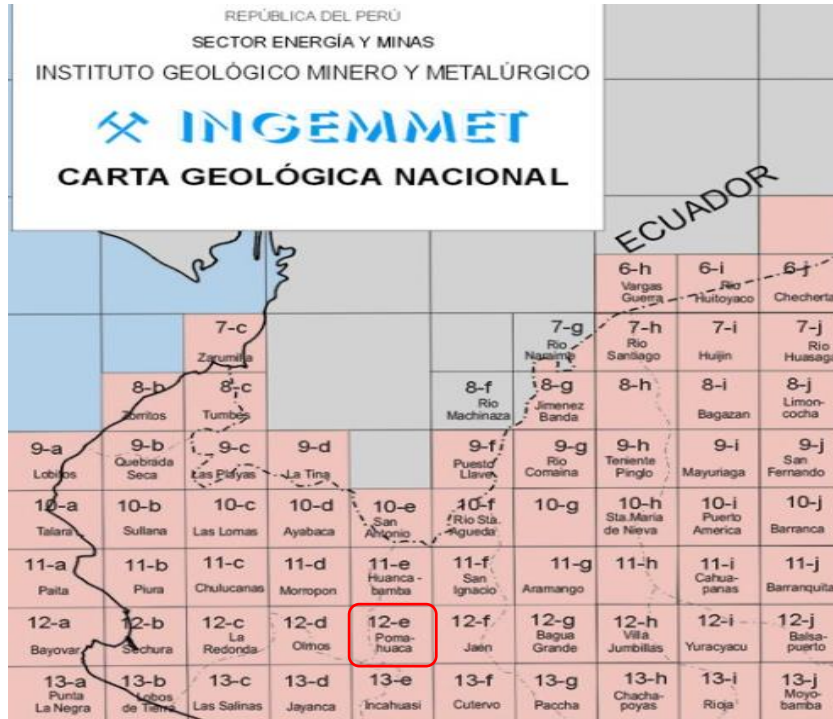 REPÚBLICA DEL PERÚ
SECTOR ENERGÍA Y MINAS
INSTITUTO GEOLÓGICO MINERO Y METALÚRGICO
INGEMMET
CARTA GEOLÓGICA NACIONAL
ECUADOR
6-h 6-i 6-j
Vargas Rio
Guerra Huitoyaco Checherta
7-c 7-g 7-h 7-i 7-j
Rio Rio Rio
Zarumilla Naraime Santiago Huijin Huasaga
8-b 8-c 8-f 8-g 8-h 8-i 8-j
Rio Jimenez Limon-
Zorritos Tumbes Machinaza Banda Bagazan cocha
9-a 9-b 9-c 9-d 9-f 9-g 9-h 9-i 9-j
Quebrada Puesto Rio Teniente San
Lobitos Seca Las Playas La Tina Llave Comaina Pinglo Mayuriaga Fernando
10-a 10-b 10-c 10-d 10-e 10-f 10-g 10-h 10-i 10-j
San Rio Sta. Sta.Maria Puerto
Talara Sullana Las Lomas Ayabaca Antonio Agueda de Nieva America Barranca
11-a 11-b 11-c 11-d 11-e 11-f 11-g 11-h 11-i 11-j
Huanca- San Cahua-
Paita Piura Chulucanas Morropon bamba Ignacio Aramango panas Barranquita
12-a 12-b 12-c 12-d 12-e 12-f 12-g 12-h 12-i 12-j
La Poma- Bagua Villa Balsa-
Bayovar Sechura Redonda Olmos huaca Jaén Grande Jumbillas Yuracyacu puerto
13-a 13-b 13-c 13-d 13-e 13-f 13-g 13-h 13-i 13-j
Punta Lobos Chacha- Moyo-
La Negra de Tierra Las Salinas Jayanca Incahuasi Cutervo Paccha poyas Rioja bamba